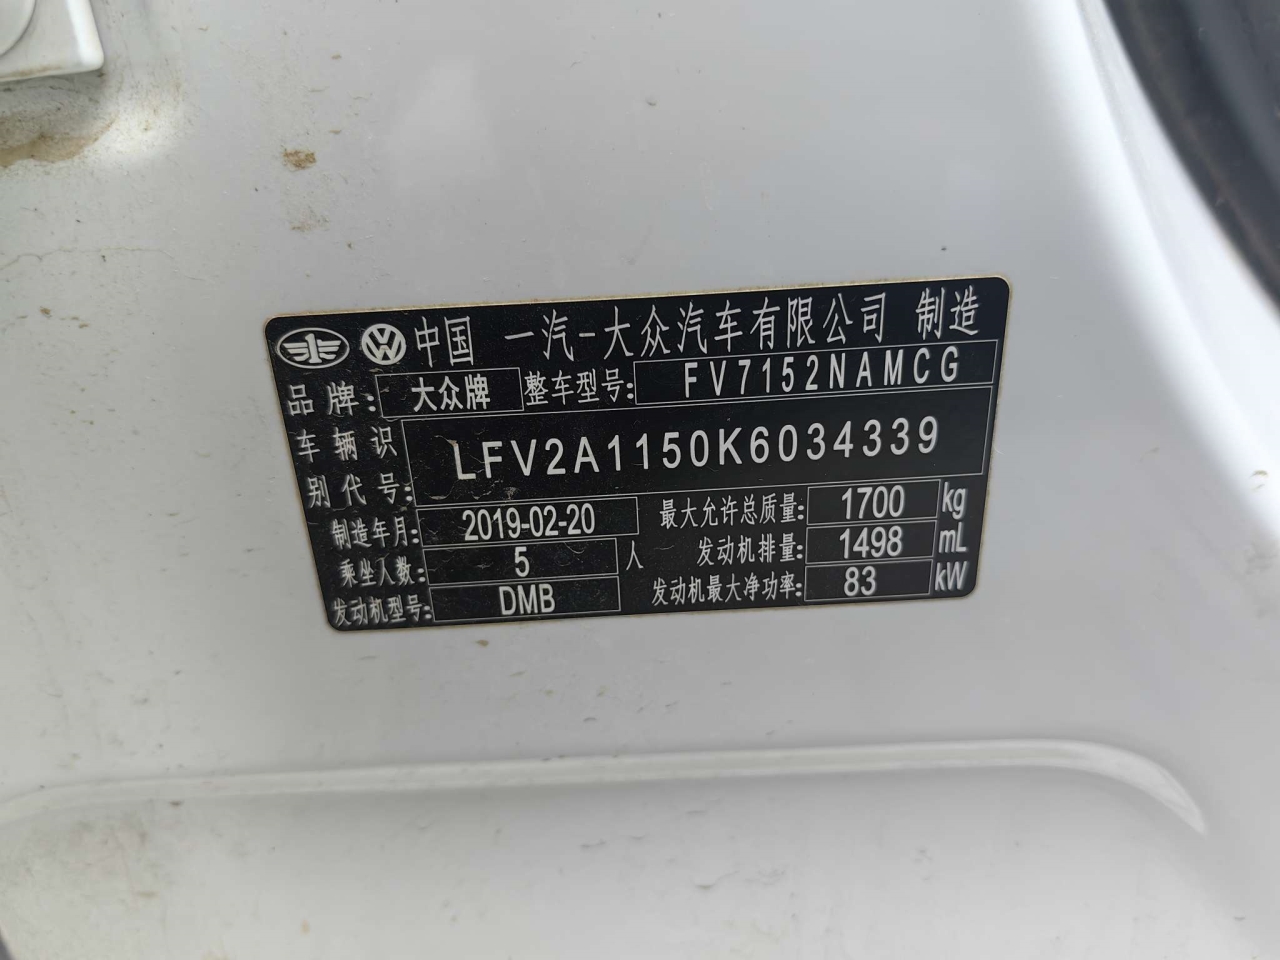 中国 一汽-大众汽车有限公司 制造
品牌: 大众牌 整车型号: FV7152NAMCG
车辆识别代号: LFV2A1150K6034339
制造年月: 2019-02-20 最大允许总质量: 1700 kg
乘坐人数: 5 人 发动机排量: 1498 mL
发动机型号: DMB 发动机最大净功率: 83 kW